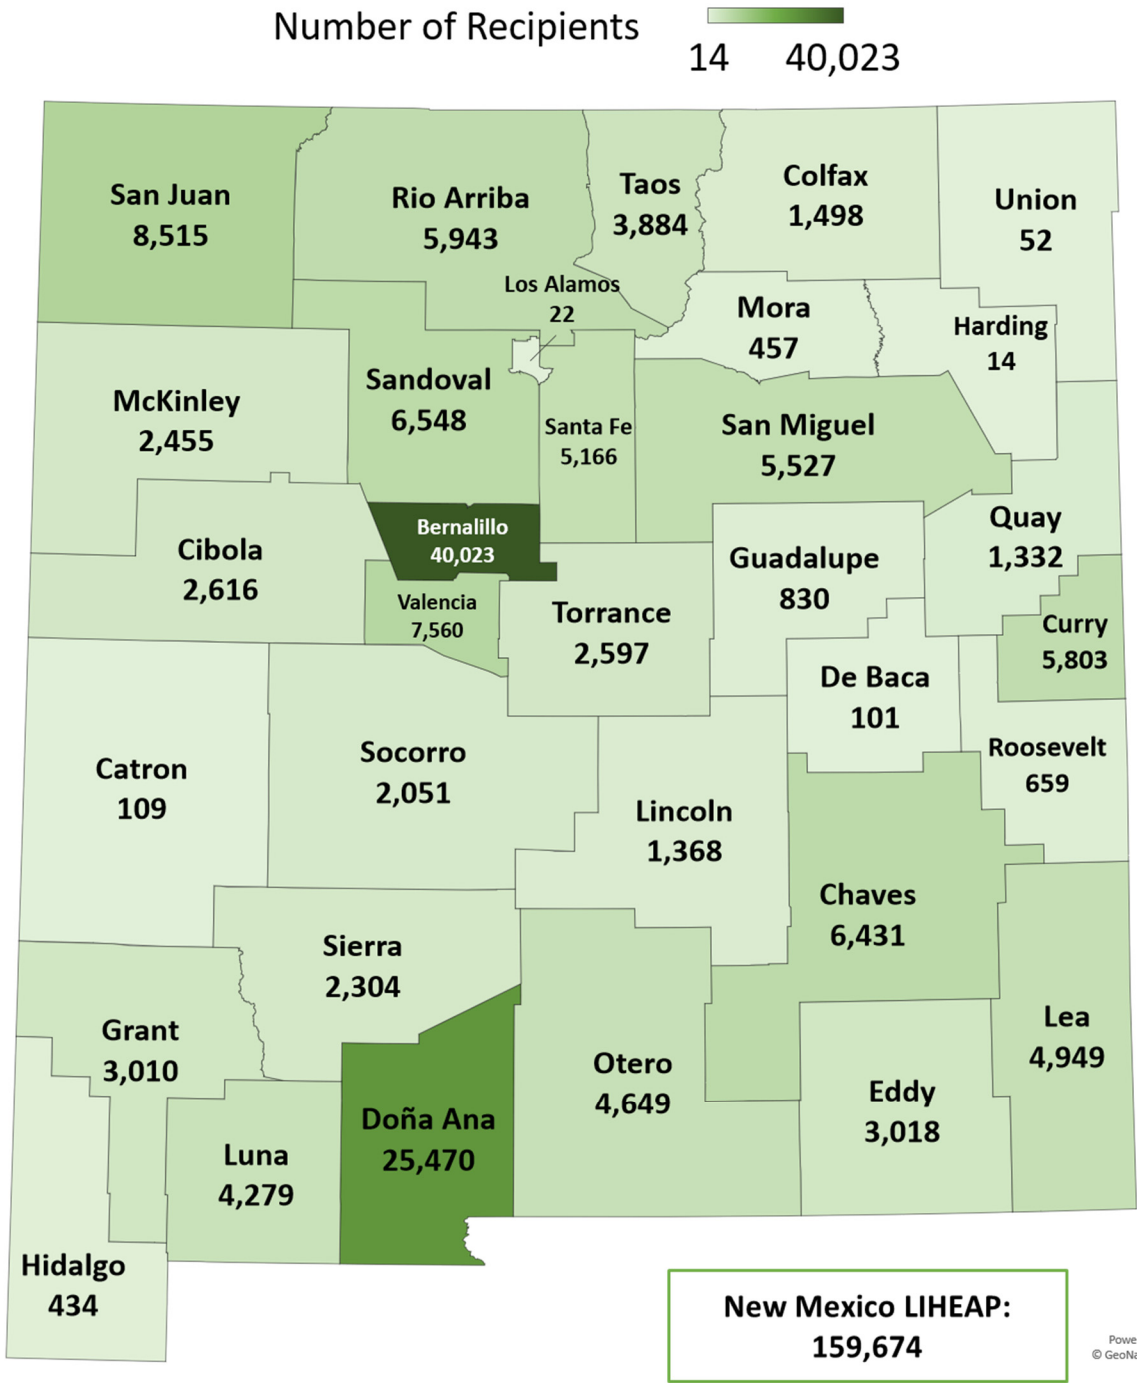 Number of Recipients
14 40,023
San Juan
8,515
Rio Arriba
5,943
Taos
3,884
Colfax
1,498
Union
52
Los Alamos
22
Mora
457
Harding
14
McKinley
2,455
Sandoval
6,548
Santa Fe
5,166
San Miguel
5,527
Quay
1,332
Bernalillo
40,023
Cibola
2,616
Valencia
7,560
Torrance
2,597
Guadalupe
830
Curry
5,803
De Baca
101
Roosevelt
659
Catron
109
Socorro
2,051
Lincoln
1,368
Chaves
6,431
Sierra
2,304
Grant
3,010
Doña Ana
25,470
Otero
4,649
Eddy
3,018
Lea
4,949
Luna
4,279
Hidalgo
434
New Mexico LIHEAP:
159,674